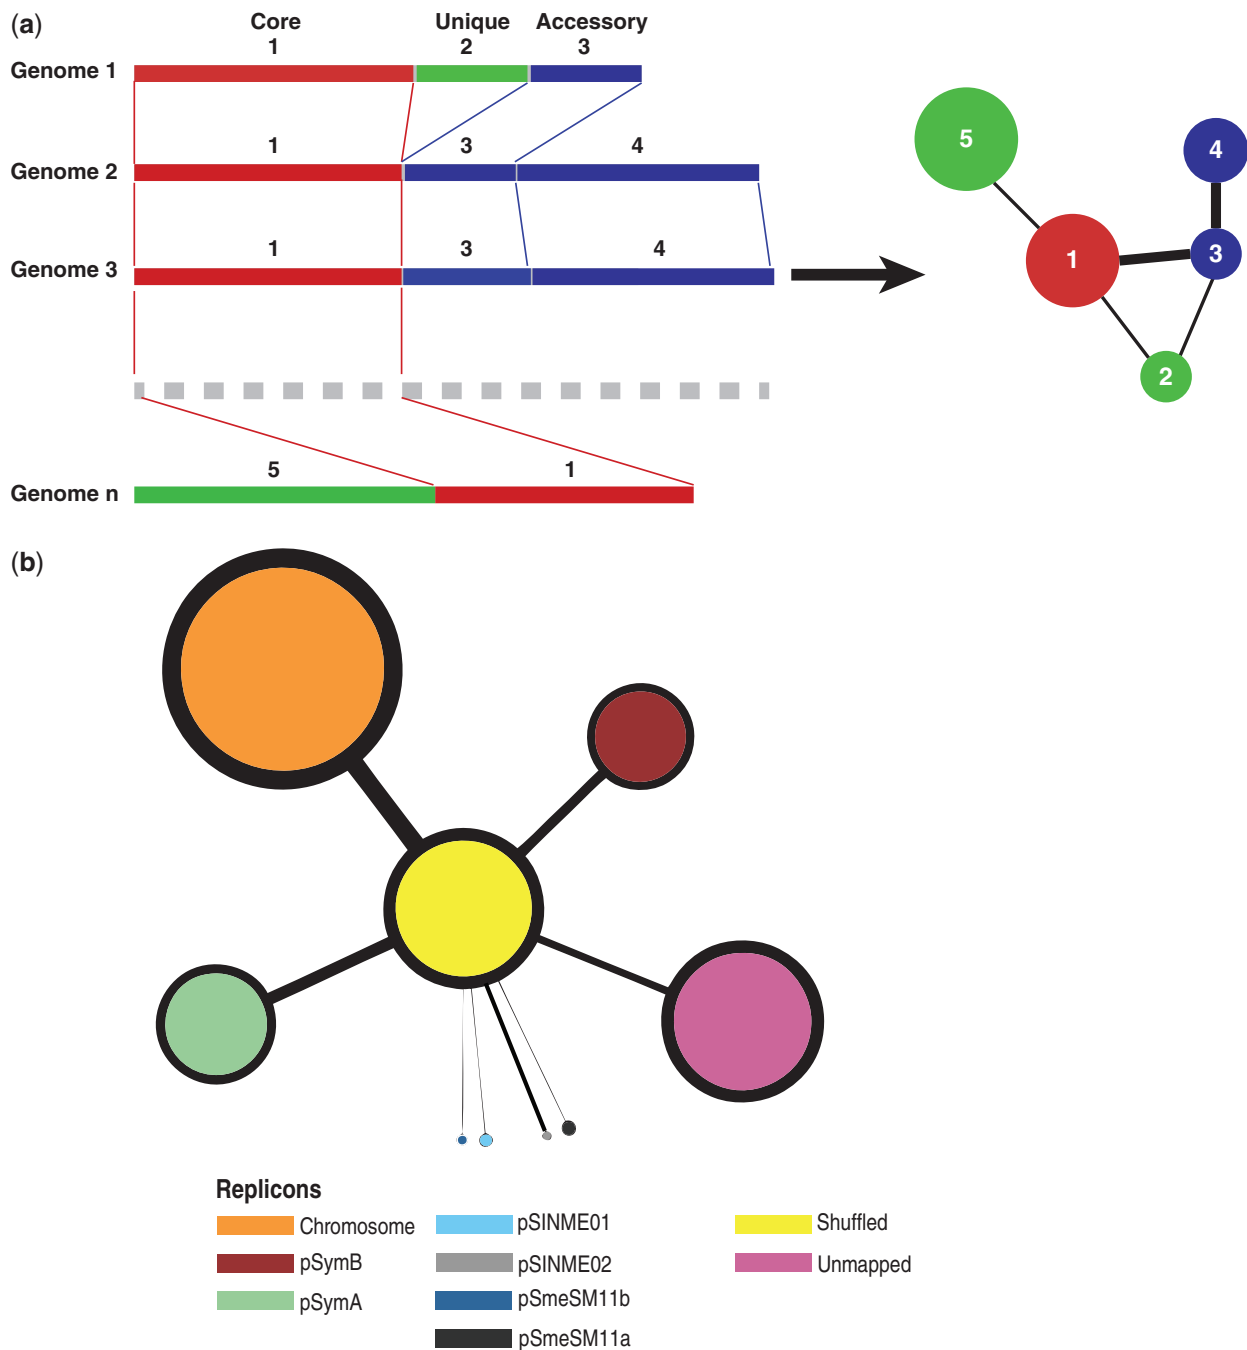 (a)
Core Unique Accessory
1 2 3
Genome 1
1 3 4
Genome 2
1 3 4
Genome 3
5 1
Genome n
5
4
1
3
2
(b)
Replicons
Chromosome
pSymB
pSymA
pSINME01
pSINME02
pSmeSM11b
pSmeSM11a
Shuffled
Unmapped